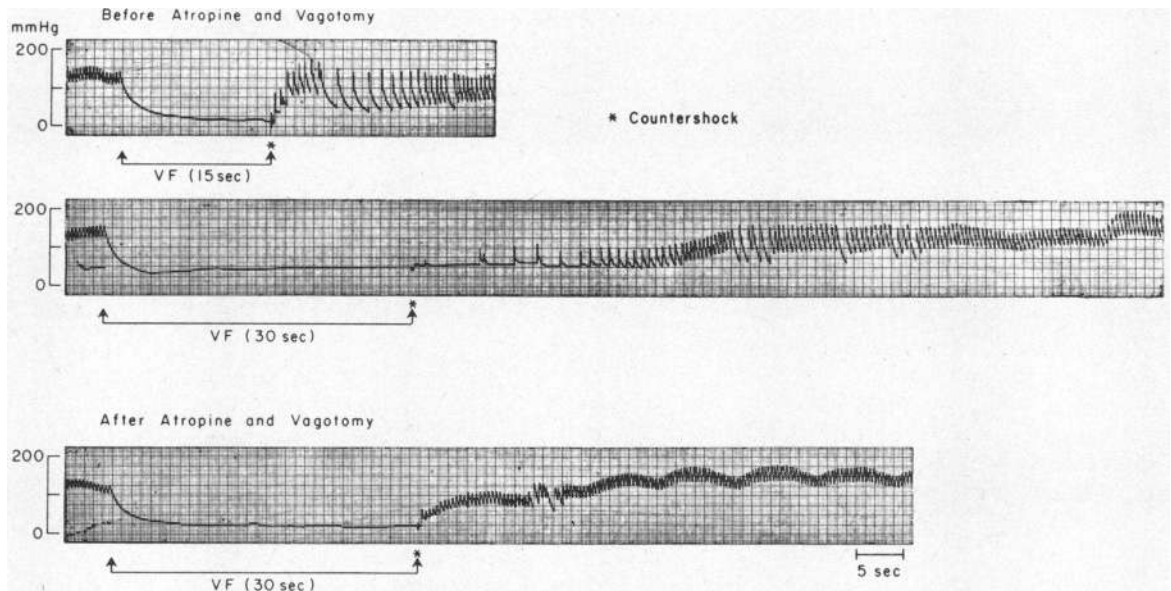 Before Atropine and Vagotomy
mmHg
200
0
* Countershock
*
VF (15 sec)
200
0
*
VF (30 sec)
After Atropine and Vagotomy
200
0
*
5 sec
VF (30 sec)